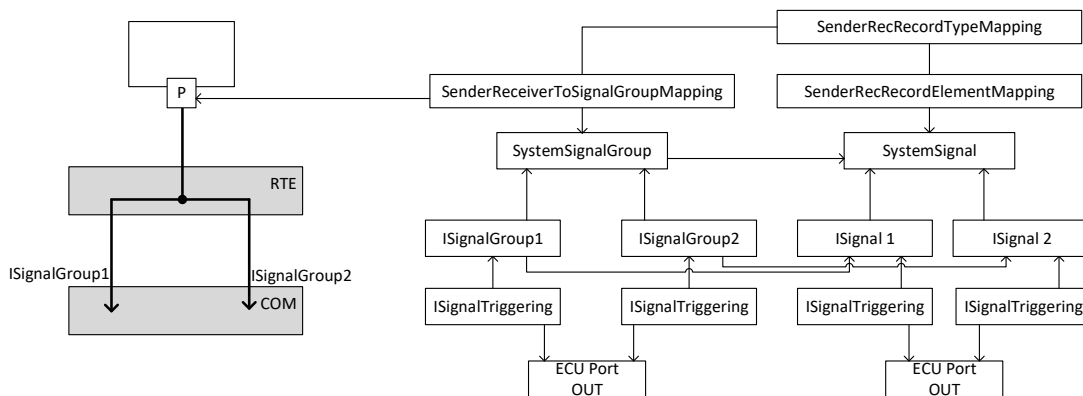 SenderRecRecordTypeMapping
P
SenderReceiverToSignalGroupMapping
SenderRecRecordElementMapping
SystemSignalGroup
SystemSignal
RTE
ISignalGroup1
ISignalGroup2
ISignal 1
ISignal 2
ISignalGroup1
ISignalGroup2
COM
ISignalTriggering
ISignalTriggering
ISignalTriggering
ISignalTriggering
ECU Port
OUT
ECU Port
OUT